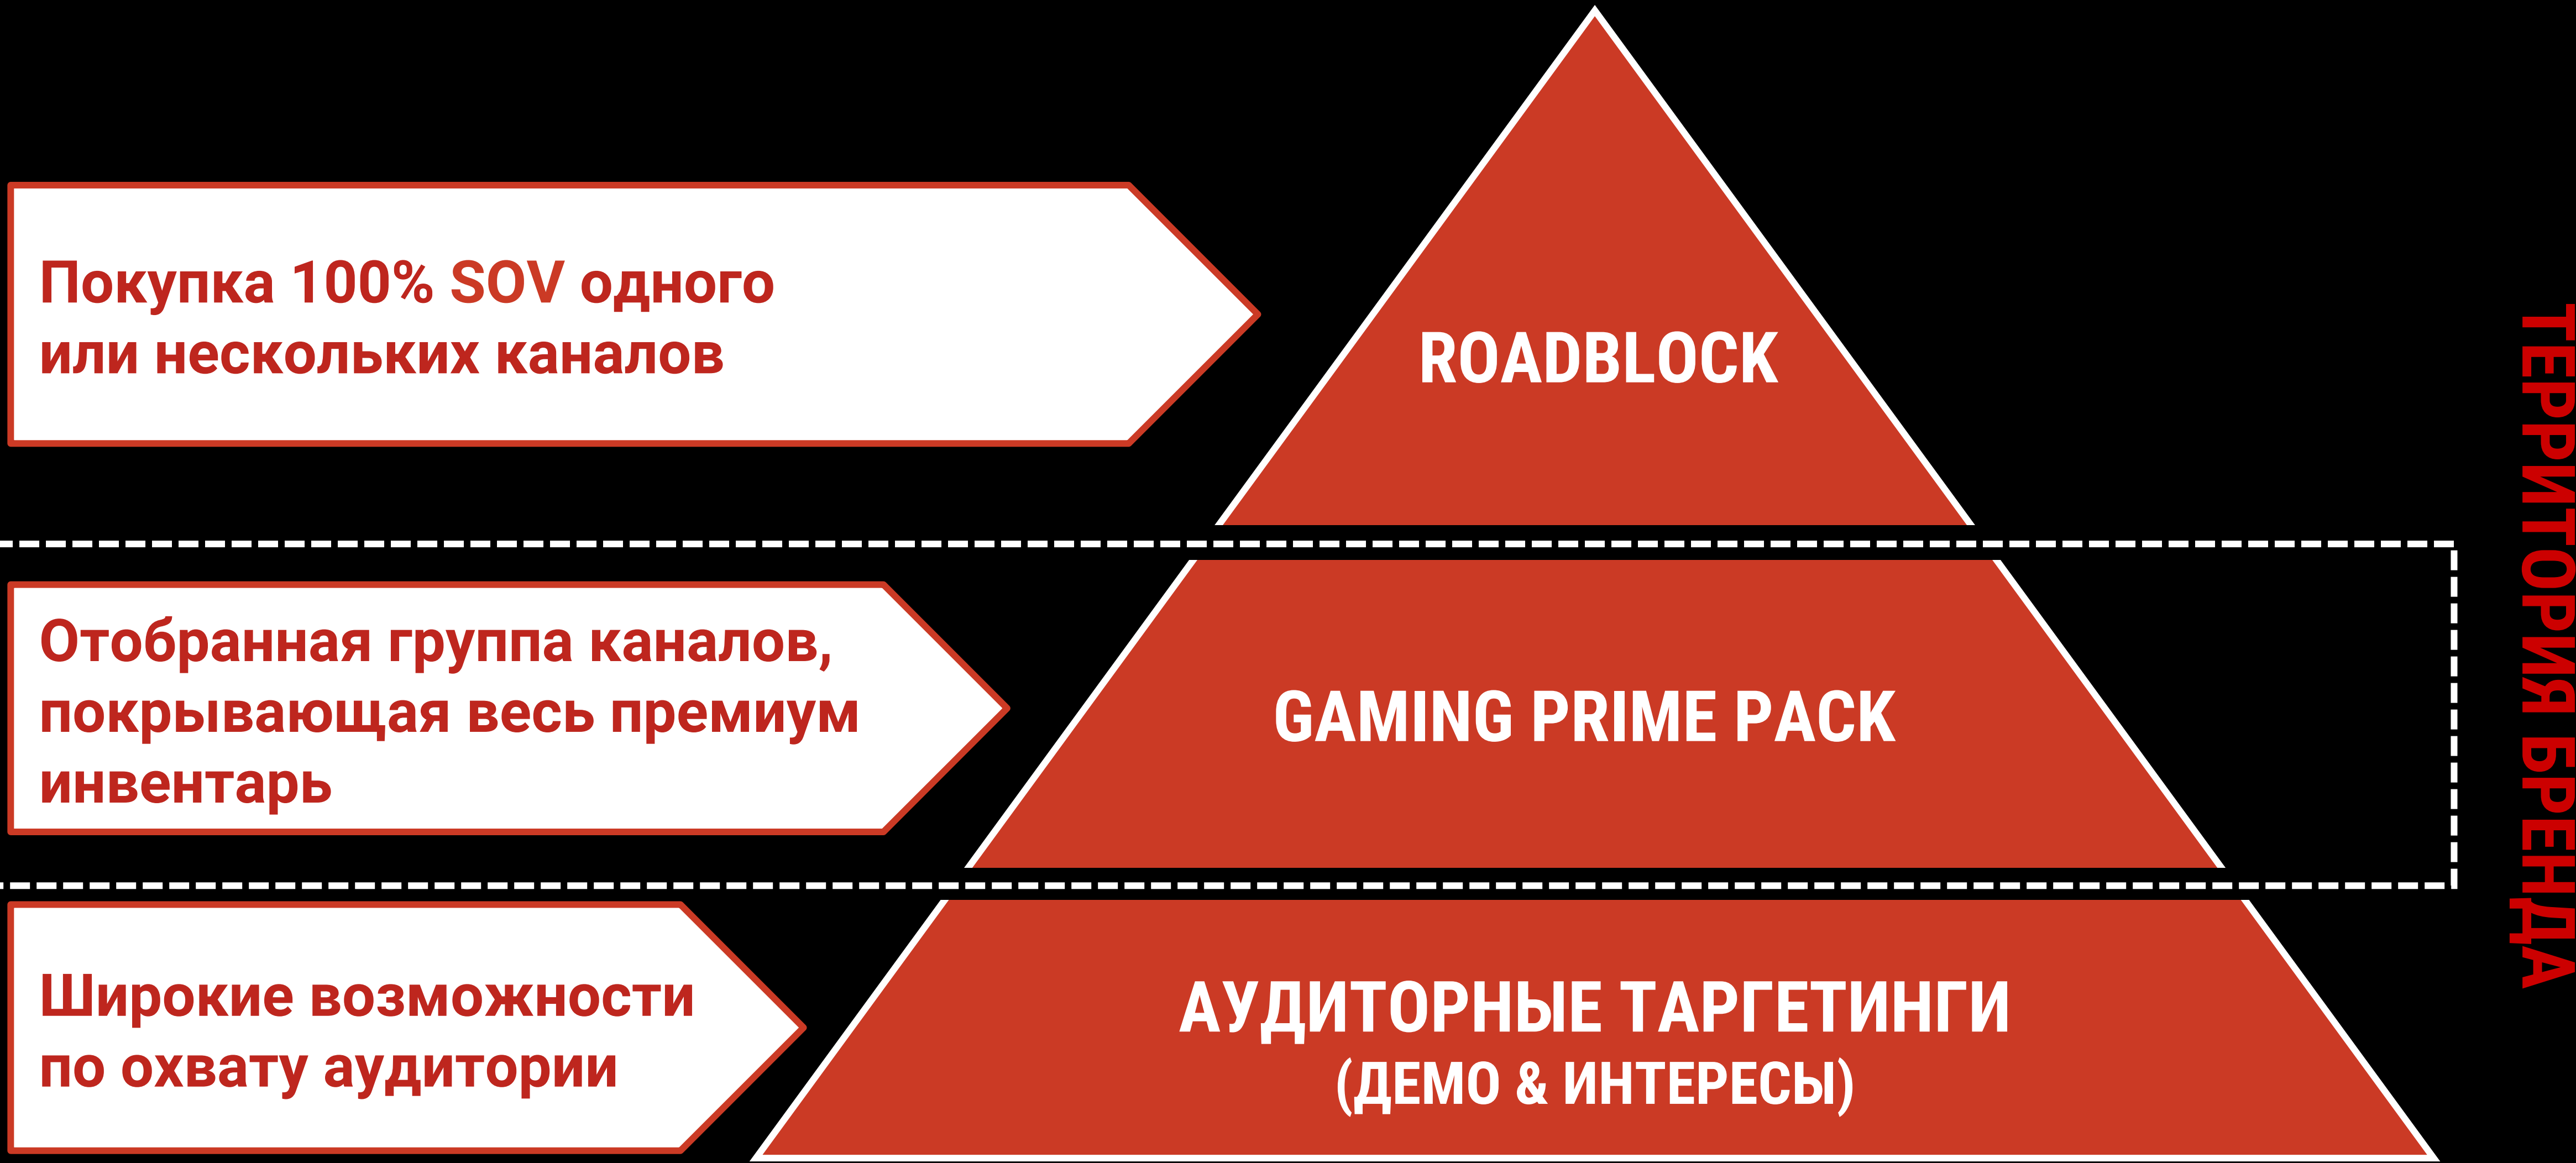 Покупка 100% SOV одного
или нескольких каналов
ROADBLOCK
Отобранная группа каналов,
покрывающая весь премиум
инвентарь
GAMING PRIME PACK
Широкие возможности
по охвату аудитории
АУДИТОРНЫЕ ТАРГЕТИНГИ
(ДЕМО & ИНТЕРЕСЫ)
ТЕРРИТОРИЯ БРЕНДА